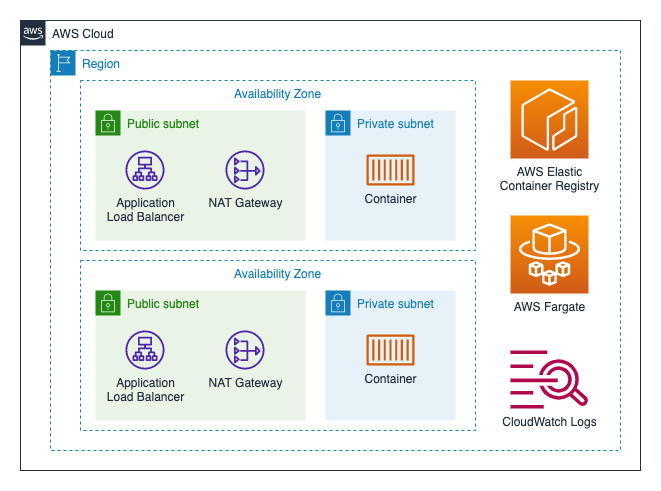 aws
AWS Cloud
Region
Availability Zone
Public subnet
Private subnet
Application
Load Balancer
NAT Gateway
Container
AWS Elastic
Container Registry
Availability Zone
Public subnet
Private subnet
Application
Load Balancer
NAT Gateway
Container
AWS Fargate
CloudWatch Logs